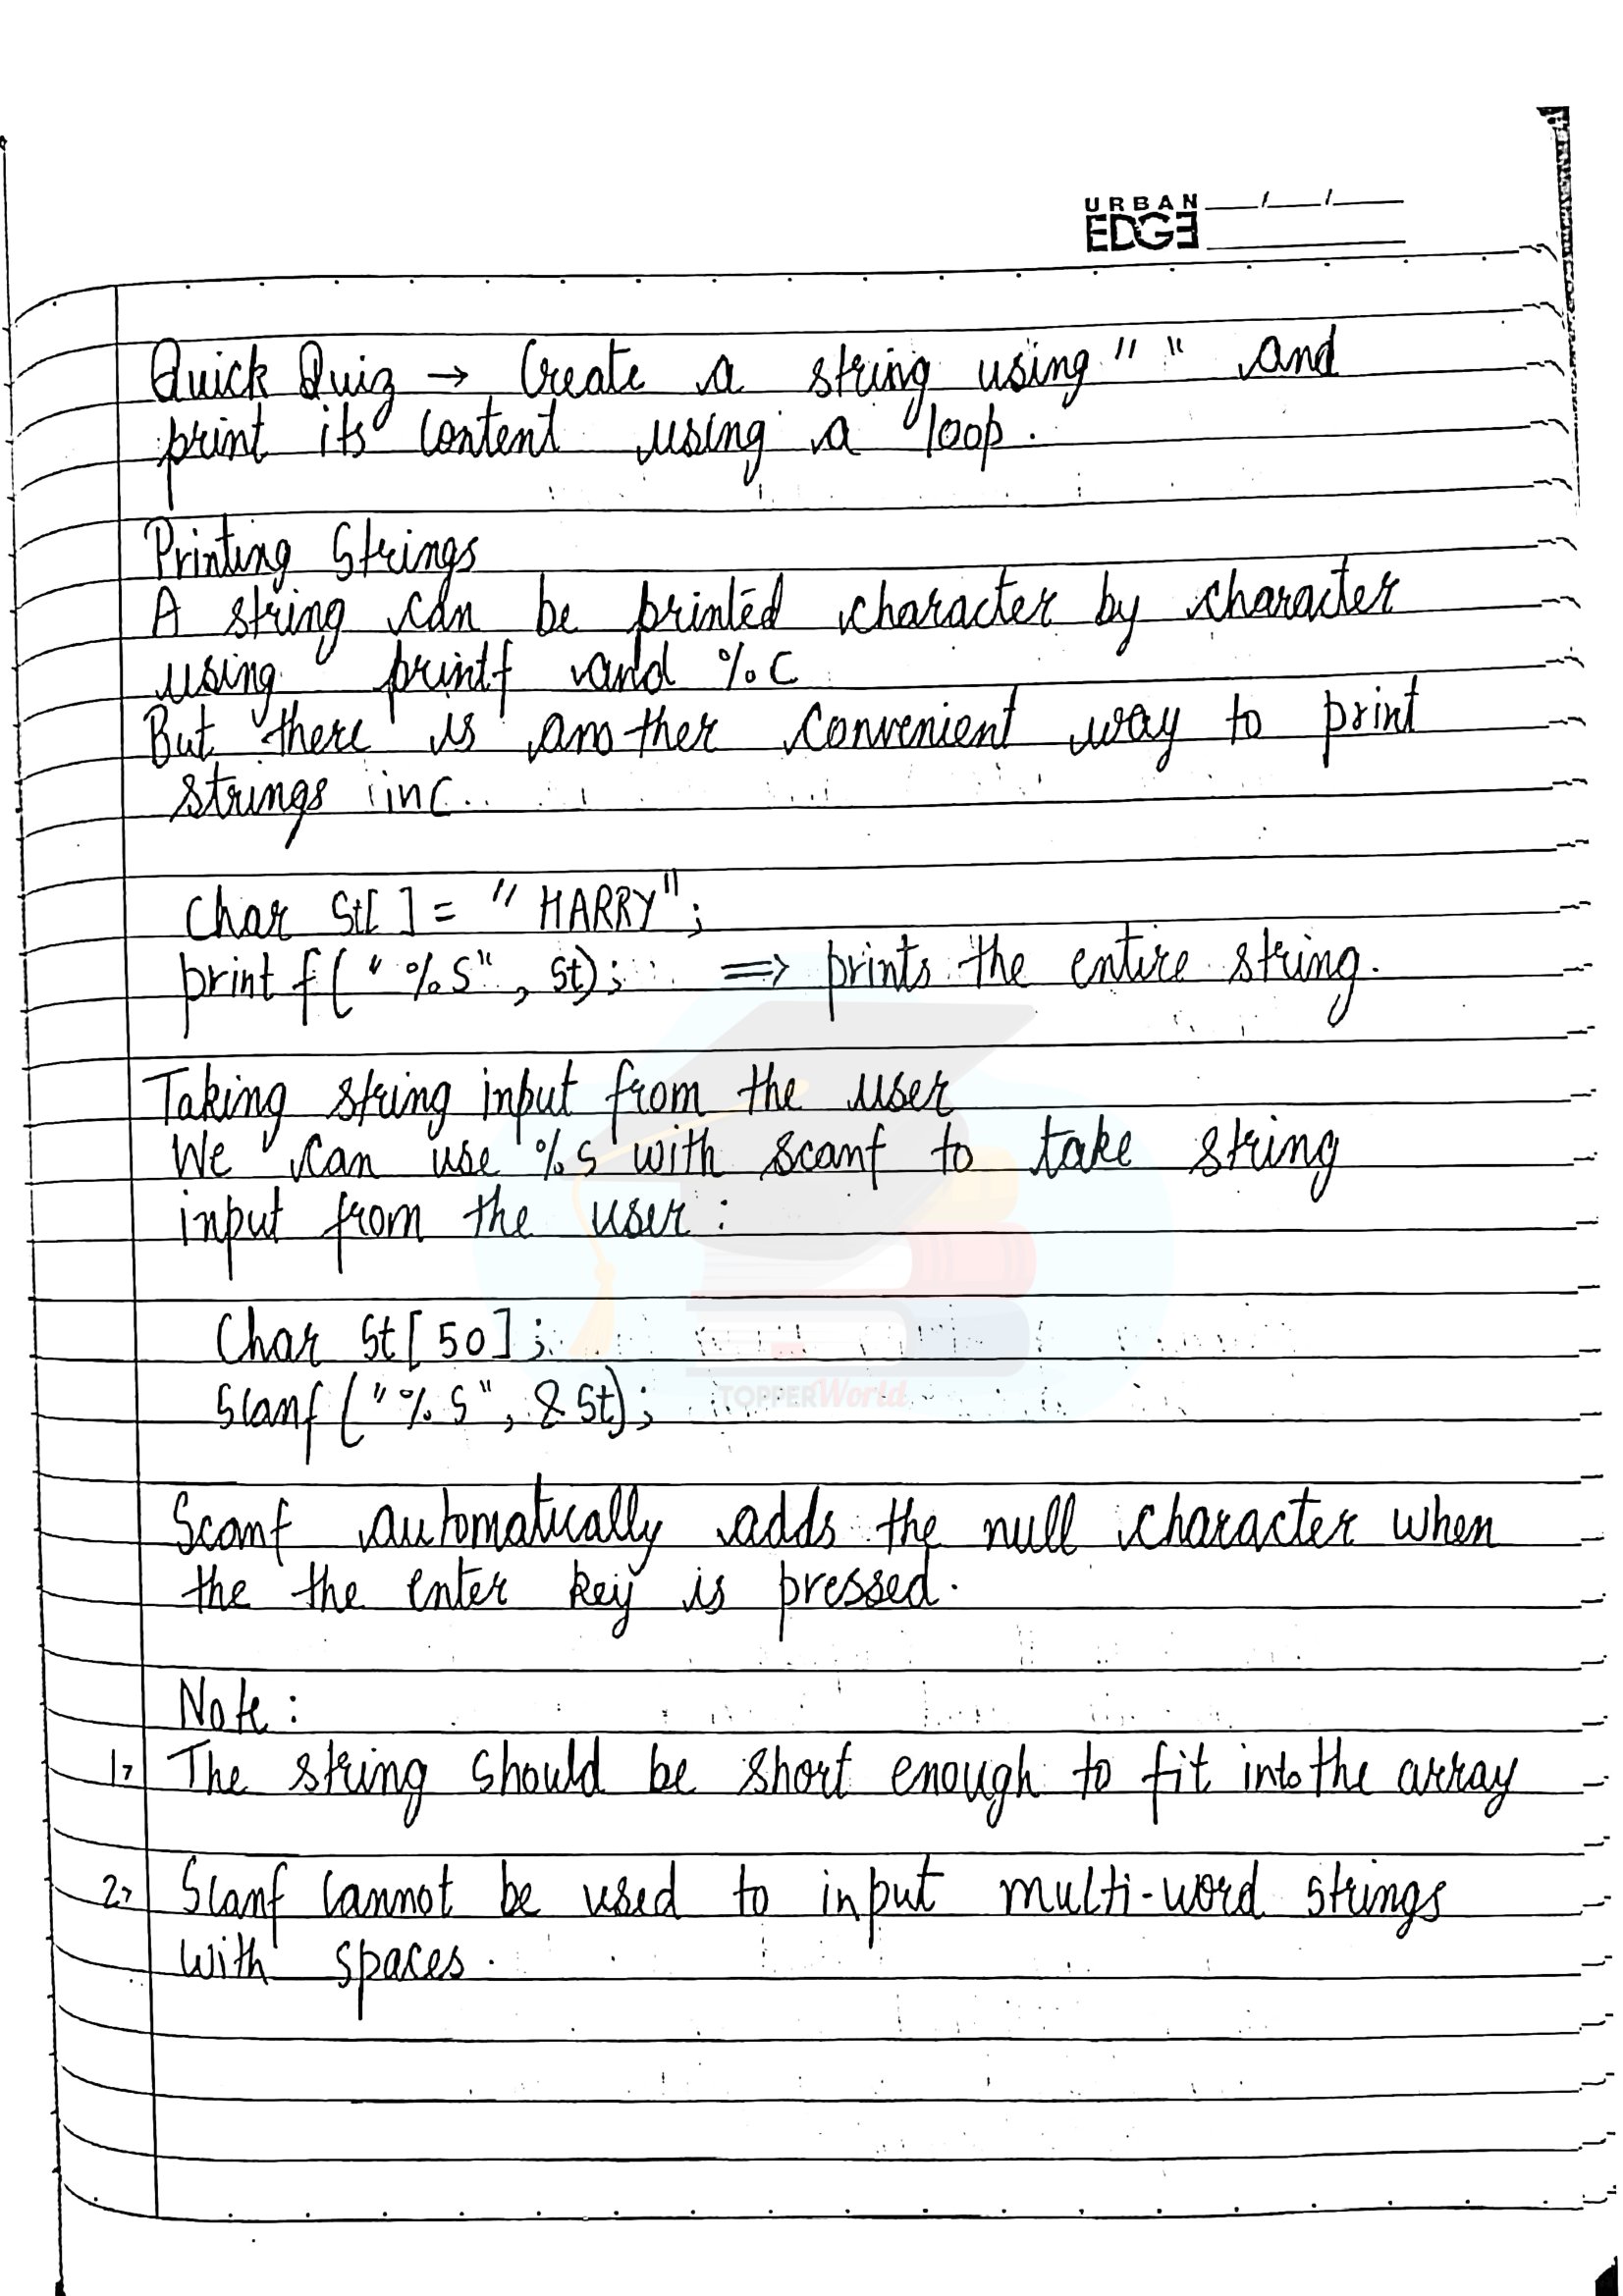 URBAN
EDGE
Quick Quiz → Create a string using " " and
print its content using a loop.
Printing Strings
A string can be printed character by character
using printf and %c
But there is another convenient way to print
strings in c.
Char St[ ] = "HARRY";
printf("%s", St); => prints the entire string.
Taking string input from the user
We can use %s with scanf to take string
input from the user:
Char St[50];
Scanf("%s", &St);
TOPPERWorld
Scanf automatically adds the null character when
the the enter key is pressed.
Note:
1> The string should be short enough to fit into the array
2> Scanf cannot be used to input multi-word strings
with spaces.